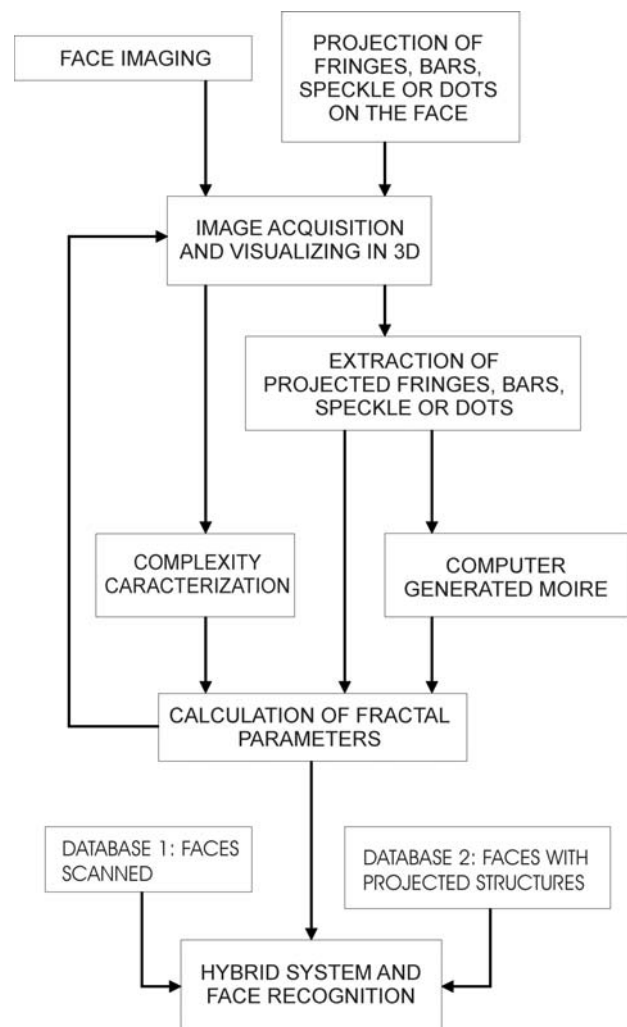 FACE IMAGING
PROJECTION OF
FRINGES, BARS,
SPECKLE OR DOTS
ON THE FACE
IMAGE ACQUISITION
AND VISUALIZING IN 3D
EXTRACTION OF
PROJECTED FRINGES, BARS,
SPECKLE OR DOTS
COMPLEXITY
CARACTERIZATION
COMPUTER
GENERATED MOIRE
CALCULATION OF FRACTAL
PARAMETERS
DATABASE 1: FACES
SCANNED
DATABASE 2: FACES WITH
PROJECTED STRUCTURES
HYBRID SYSTEM AND
FACE RECOGNITION